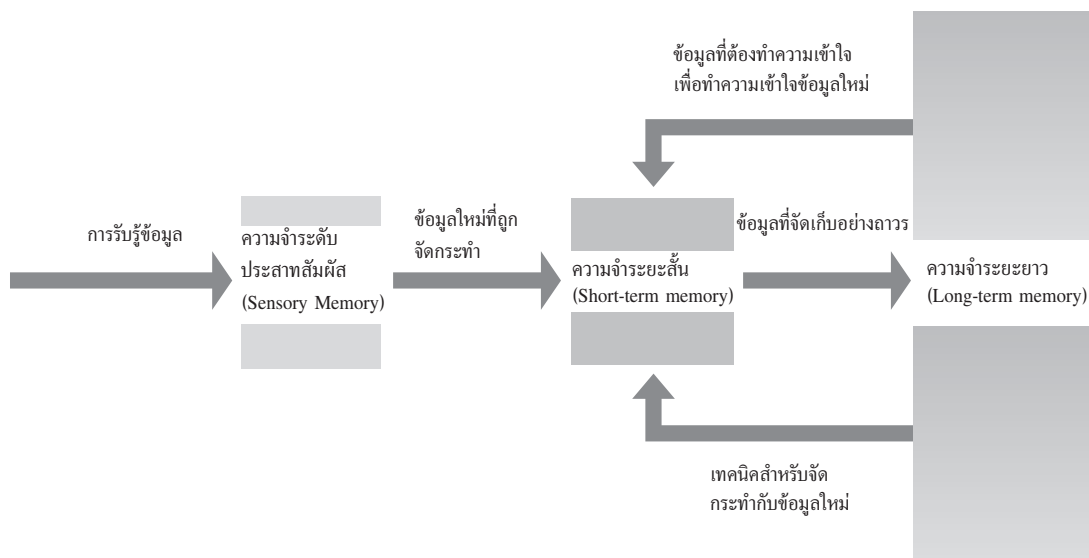 ข้อมูลที่ต้องทำความเข้าใจ
เพื่อทำความเข้าใจข้อมูลใหม่
การรับรู้ข้อมูล
ความจำระดับ
ประสาทสัมผัส
(Sensory Memory)
ข้อมูลใหม่ที่ถูก
จัดกระทำ
ความจำระยะสั้น
(Short-term memory)
ข้อมูลที่จัดเก็บอย่างถาวร
ความจำระยะยาว
(Long-term memory)
เทคนิคสำหรับจัด
กระทำกับข้อมูลใหม่